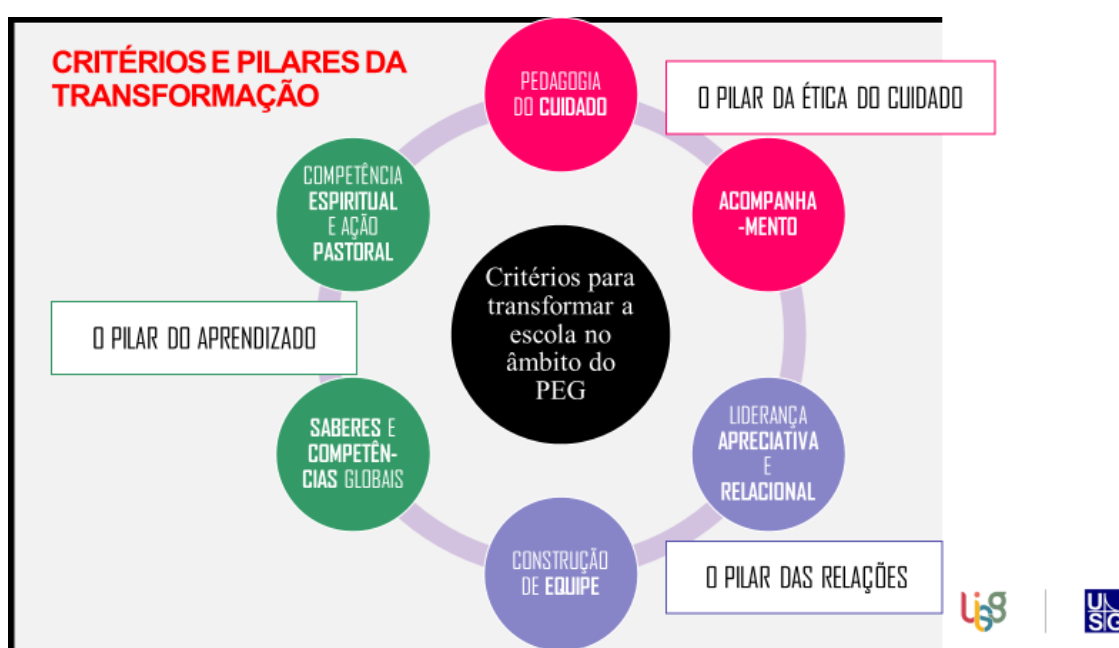 CRITÉRIOS E PILARES DA
TRANSFORMAÇÃO
PEDAGOGIA
DO CUIDADO
O PILAR DA ÉTICA DO CUIDADO
COMPETÊNCIA
ESPIRITUAL
E AÇÃO
PASTORAL
ACOMPANHA
-MENTO
Critérios para
transformar a
escola no
âmbito do
PEG
O PILAR DO APRENDIZADO
SABERES E
COMPETÊN-
CIAS GLOBAIS
LIDERANÇA
APRECIATIVA
E
RELACIONAL
CONSTRUÇÃO
DE EQUIPE
O PILAR DAS RELAÇÕES